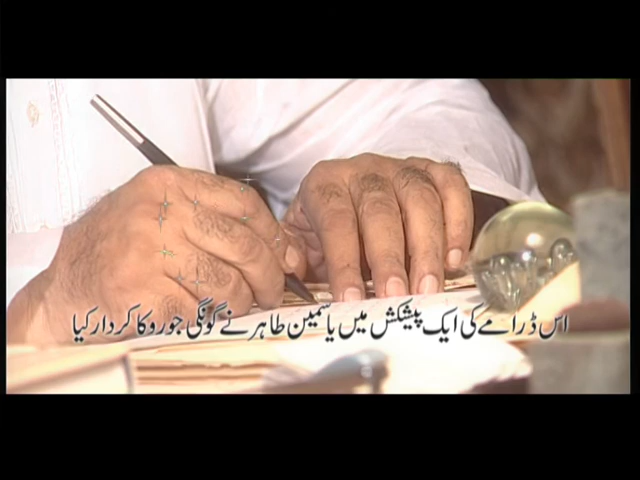 اس ڈرامے کی ایک پیشکش میں یاسمین طاہر نے گونگی جورو کا کردار کیا